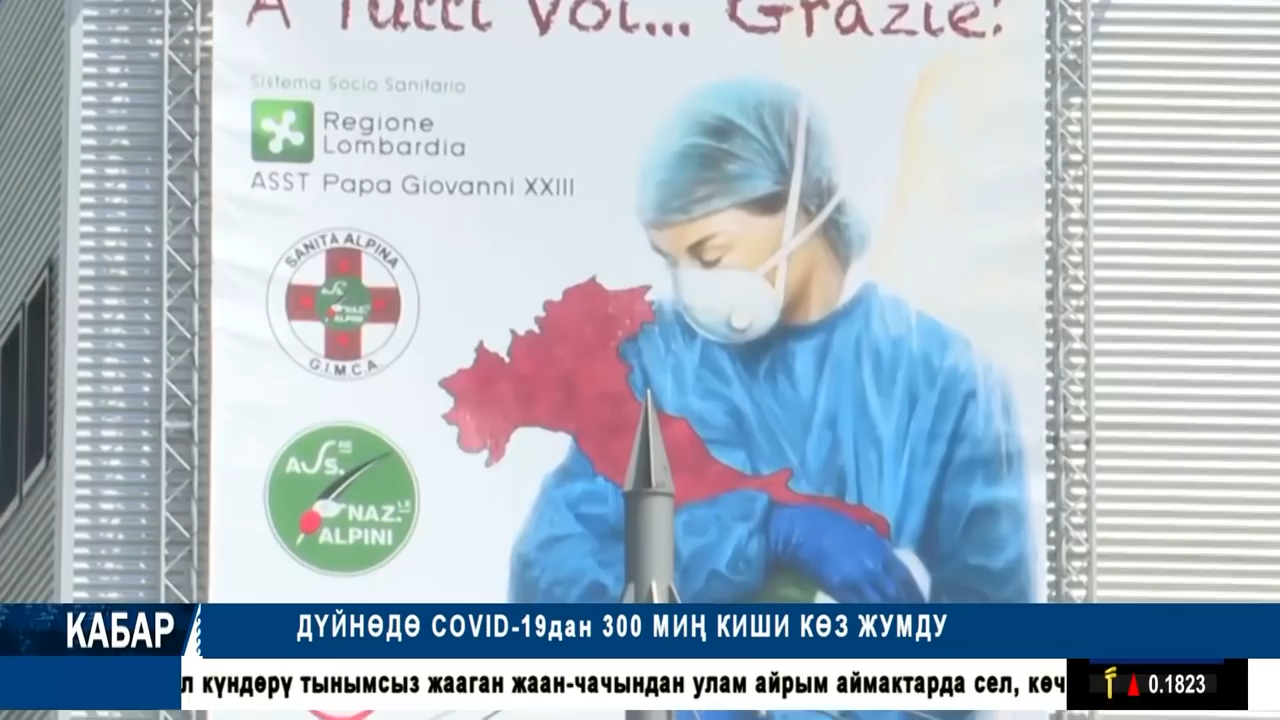 A Tutti Voi... Grazie!
Sistema Socio Sanitario
Regione
Lombardia
ASST Papa Giovanni XXIII
SANITÀ ALPINA
G.I.M.C.A.
NAZ.LE
ALPINI
КАБАР
ДҮЙНӨДӨ COVID-19дан 300 МИҢ КИШИ КӨЗ ЖУМДУ
л күндөрү тынымсыз жааган жаан-чачындан улам айрым аймактарда сел, көч
0.1823